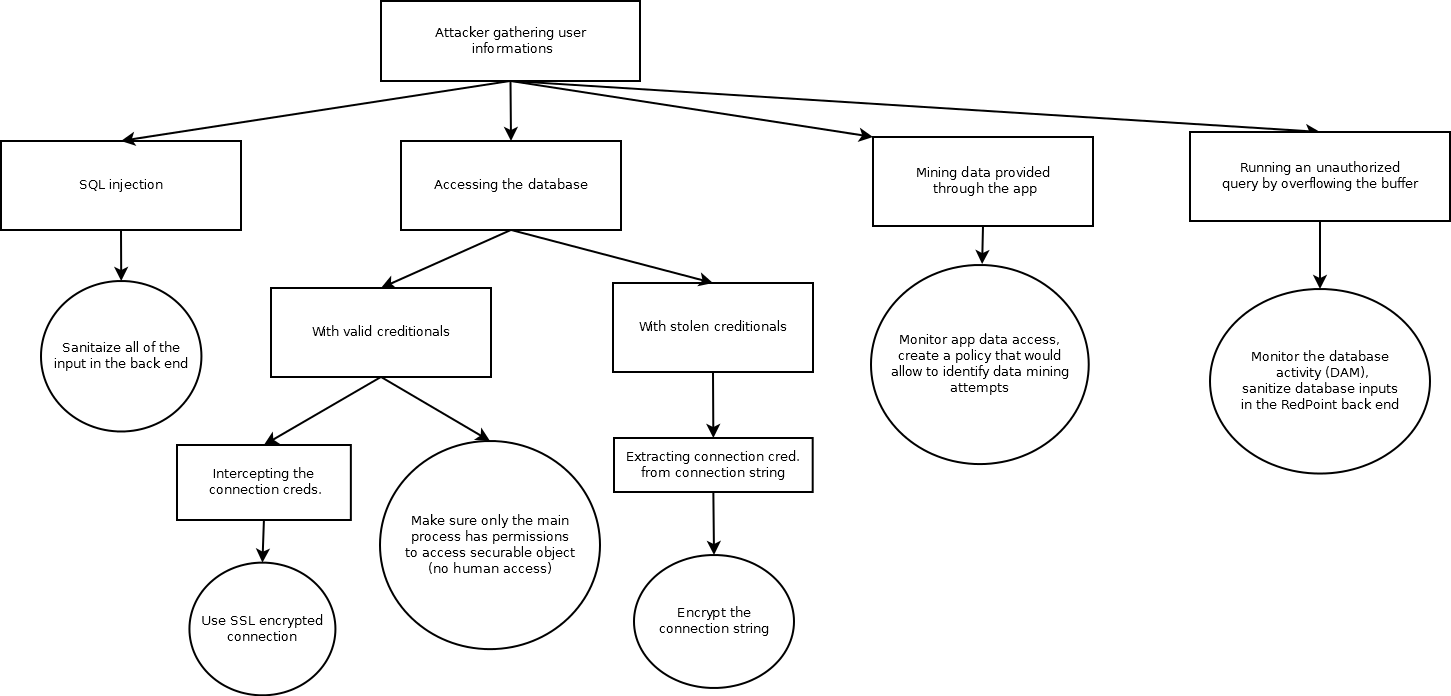 Attacker gathering user
informations
SQL injection
Accessing the database
Mining data provided
through the app
Running an unauthorized
query by overflowing the buffer
Sanitaize all of the
input in the back end
With valid creditionals
With stolen creditionals
Monitor app data access,
create a policy that would
allow to identify data mining
attempts
Monitor the database
activity (DAM),
sanitize database inputs
in the RedPoint back end
Intercepting the
connection creds.
Make sure only the main
process has permissions
to access securable object
(no human access)
Extracting connection cred.
from connection string
Use SSL encrypted
connection
Encrypt the
connection string